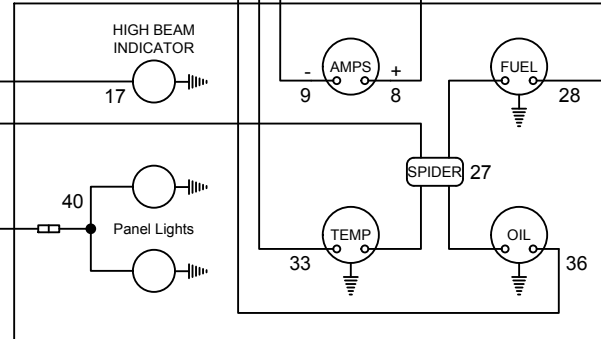 HIGH BEAM
INDICATOR
17
- AMPS +
9 8
FUEL
28
SPIDER 27
40
Panel Lights
TEMP
33
OIL
36